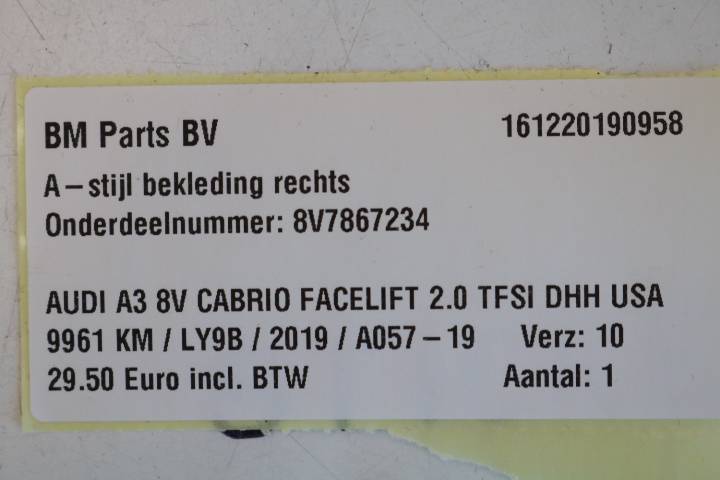 BM Parts BV 161220190958
A-stijl bekleding rechts
Onderdeelnummer: 8V7867234
AUDI A3 8V CABRIO FACELIFT 2.0 TFSI DHH USA
9961 KM / LY9B / 2019 / A057-19 Verz: 10
29.50 Euro incl. BTW Aantal: 1